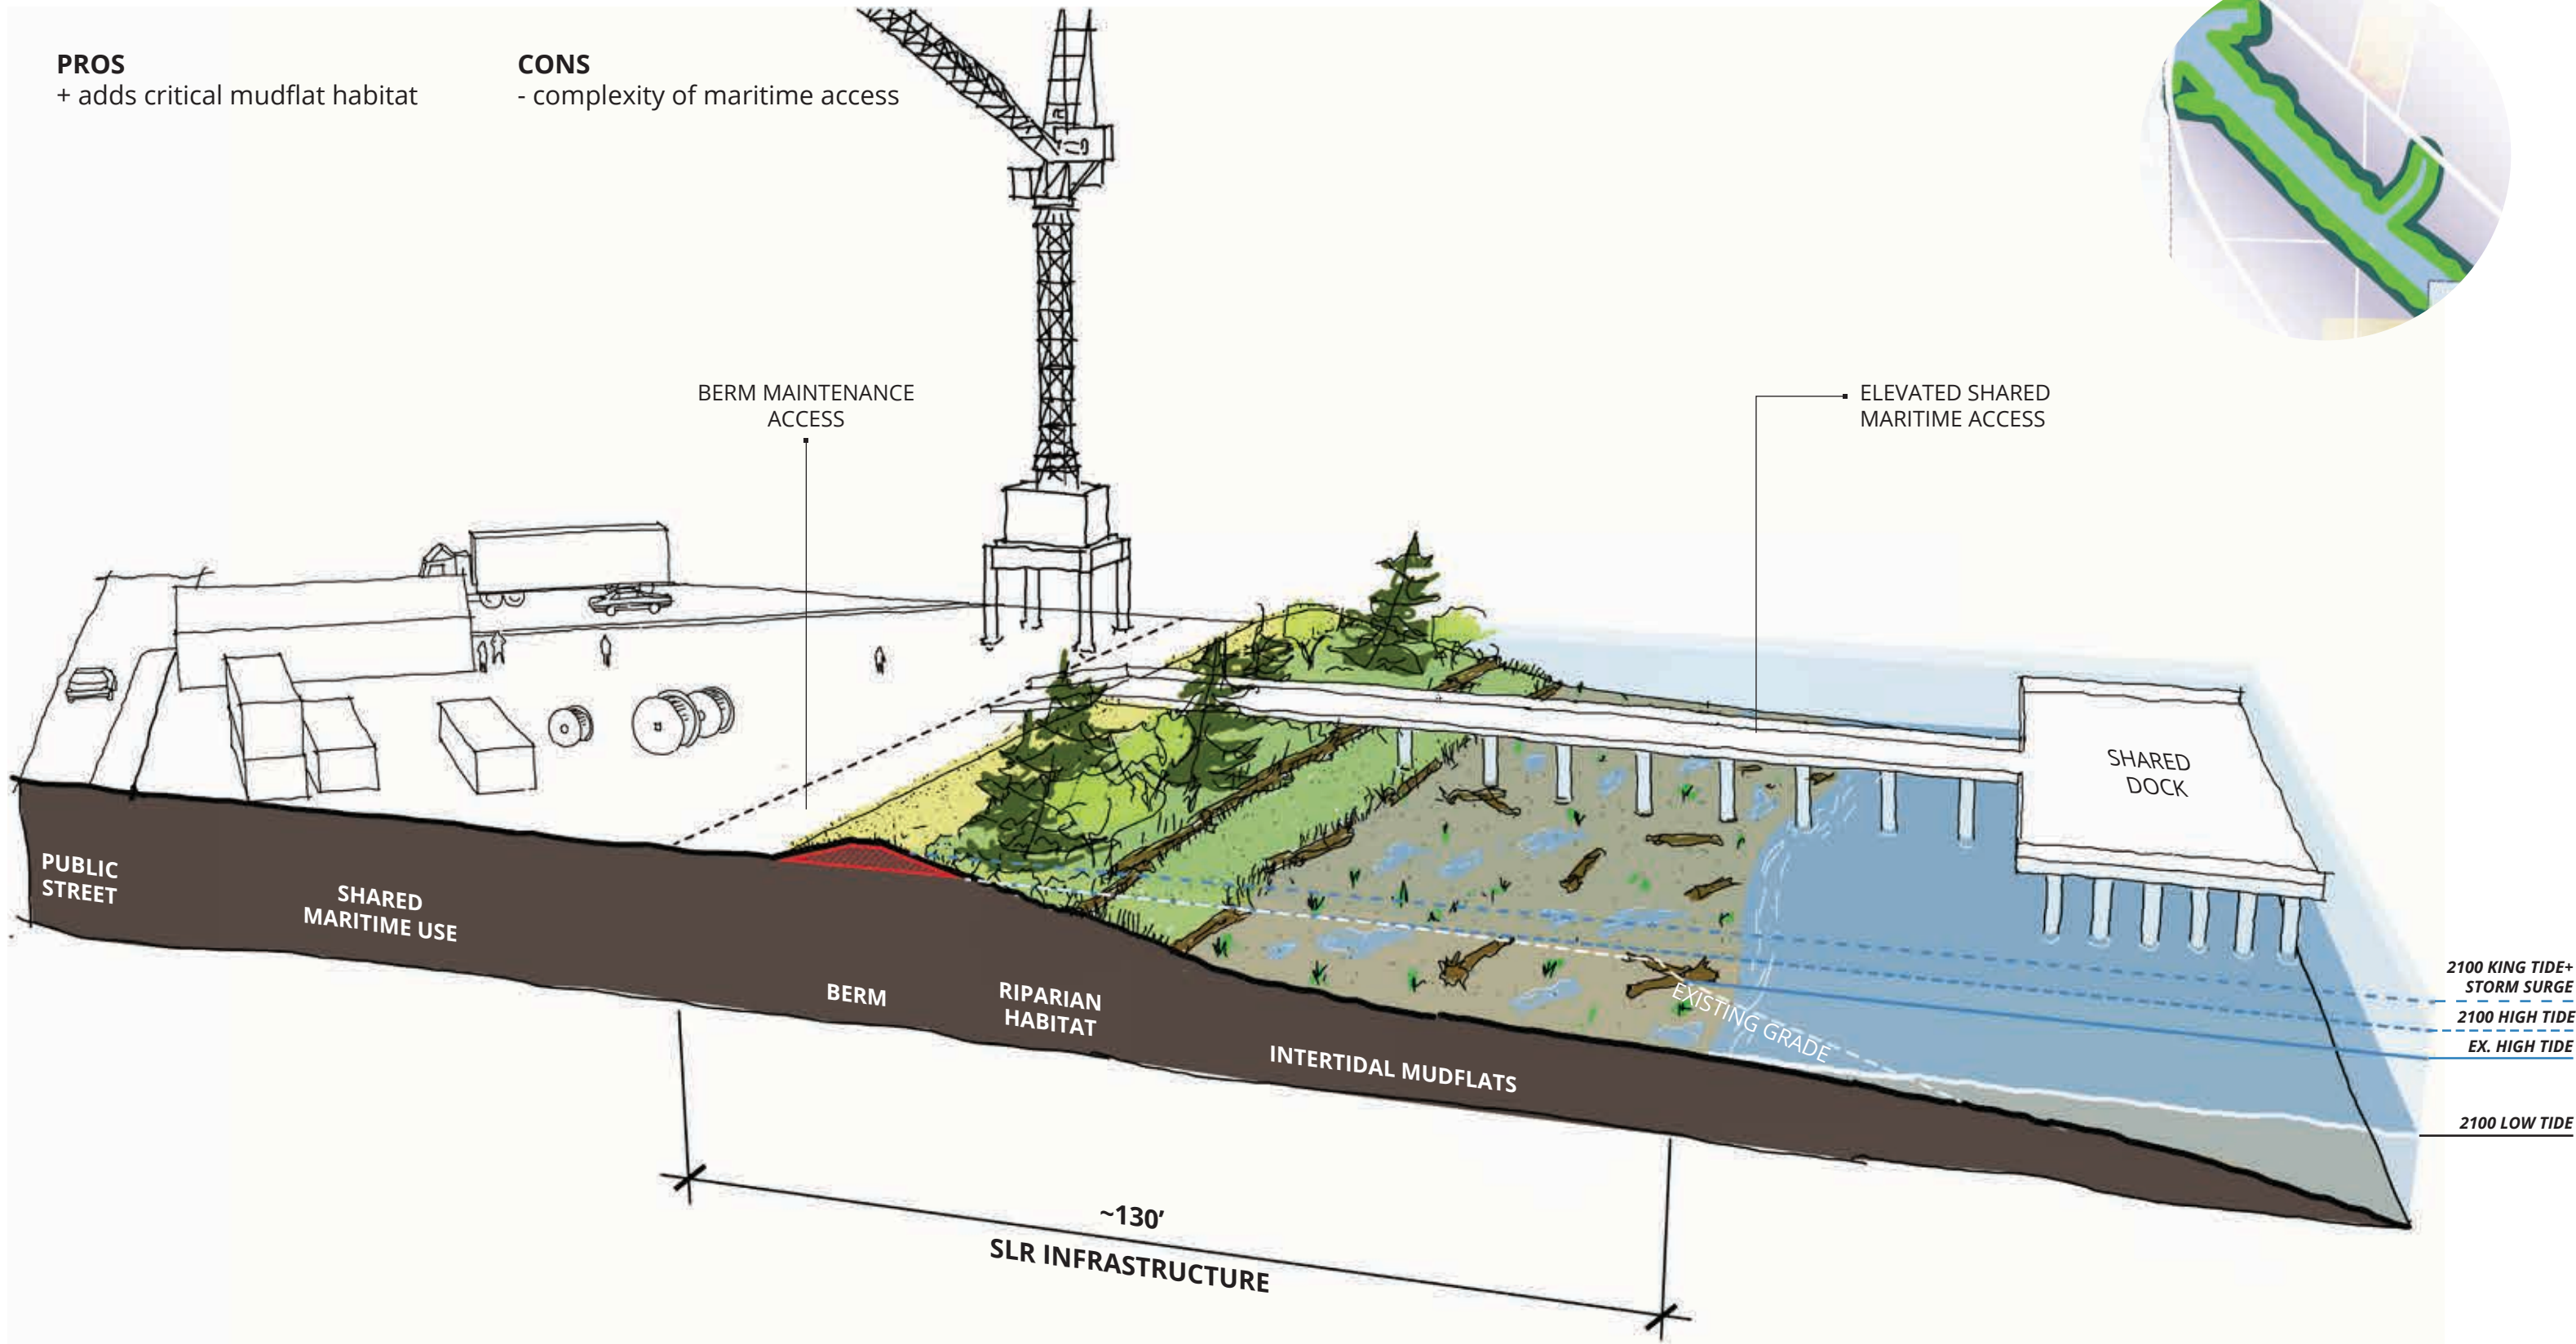 PROS
+ adds critical mudflat habitat
CONS
- complexity of maritime access
BERM MAINTENANCE
ACCESS
ELEVATED SHARED
MARITIME ACCESS
SHARED
DOCK
PUBLIC
STREET
SHARED
MARITIME USE
BERM
RIPARIAN
HABITAT
INTERTIDAL MUDFLATS
EXISTING GRADE
2100 KING TIDE+
STORM SURGE
2100 HIGH TIDE
EX. HIGH TIDE
2100 LOW TIDE
~130’
SLR INFRASTRUCTURE